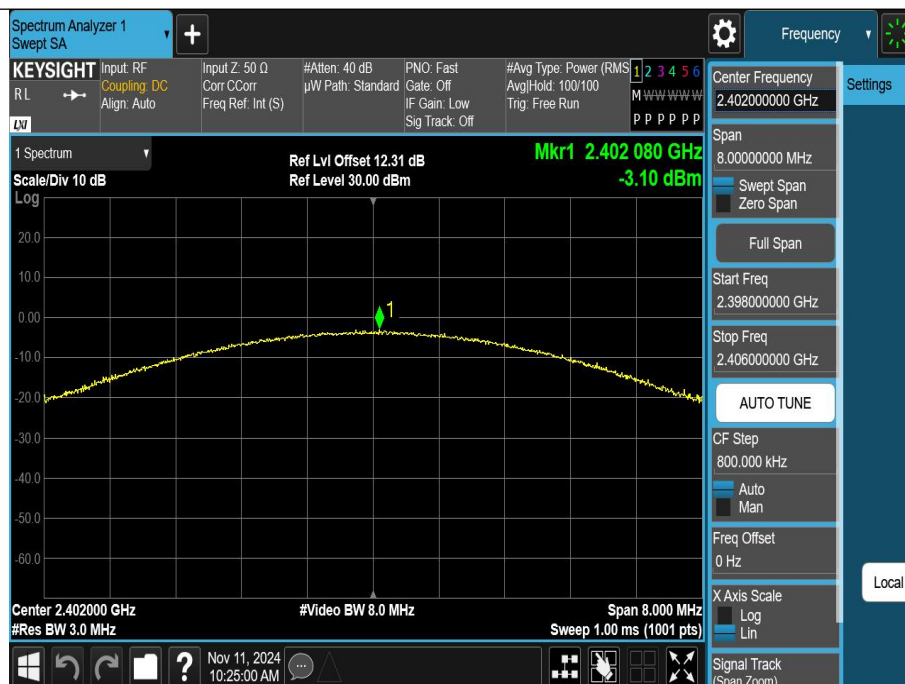 Spectrum Analyzer 1
Swept SA
+
Frequency
KEYSIGHT
RL
LXI
Input: RF
Coupling: DC
Align: Auto
Input Z: 50 Ω
Corr CCorr
Freq Ref: Int (S)
#Atten: 40 dB
µW Path: Standard
PNO: Fast
Gate: Off
IF Gain: Low
Sig Track: Off
#Avg Type: Power (RMS
Avg|Hold: 100/100
Trig: Free Run
1 2 3 4 5 6
M W W W W W
P P P P P P
1 Spectrum
Scale/Div 10 dB
Log
Ref Lvl Offset 12.31 dB
Ref Level 30.00 dBm
Mkr1 2.402 080 GHz
-3.10 dBm
20.0
10.0
0.00
-10.0
-20.0
-30.0
-40.0
-50.0
-60.0
1
Center 2.402000 GHz
#Res BW 3.0 MHz
#Video BW 8.0 MHz
Span 8.000 MHz
Sweep 1.00 ms (1001 pts)
?
Nov 11, 2024
10:25:00 AM
Center Frequency
2.402000000 GHz
Span
8.00000000 MHz
Swept Span
Zero Span
Full Span
Start Freq
2.398000000 GHz
Stop Freq
2.406000000 GHz
AUTO TUNE
CF Step
800.000 kHz
Auto
Man
Freq Offset
0 Hz
X Axis Scale
Log
Lin
Signal Track
(Span Zoom)
Settings
Local